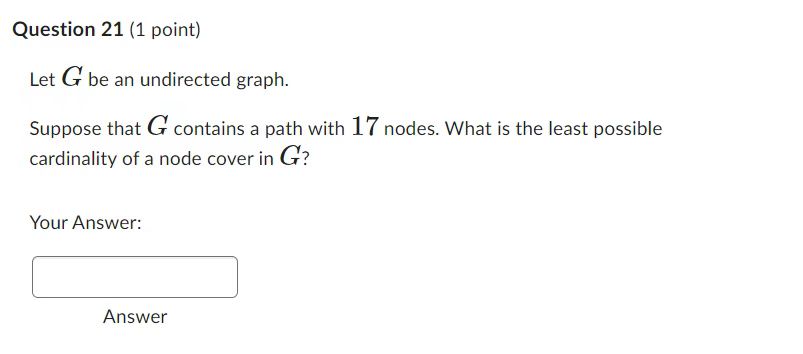 Question 21 (1 point)
Let G be an undirected graph.
Suppose that G contains a path with 17 nodes. What is the least possible
cardinality of a node cover in G?
Your Answer:
Answer